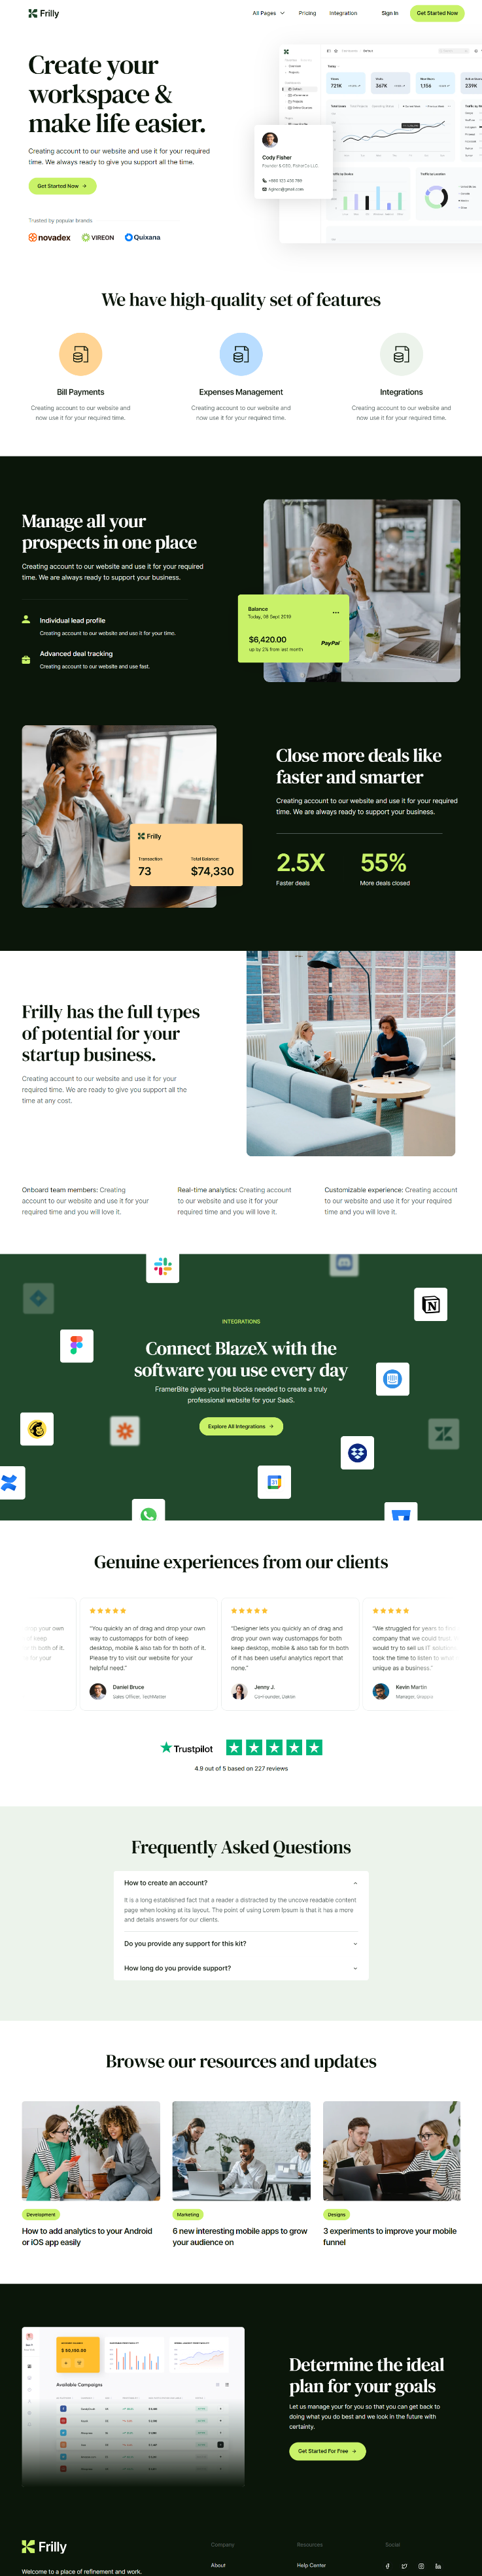 Frilly
All Pages
Pricing
Integration
Sign In
Get Started Now
Create your
workspace &
make life easier.
Creating account to our website and use it for your required
time. We always ready to give you support all the time.
Get Started Now
Trusted by popular brands
novadex
VIREON
Quixana
721K
367K
1,156
239K
Cody Fisher
Founder & CEO, FisherCo LLC
We have high-quality set of features
Bill Payments
Creating account to our website and
now use it for your required time.
Expenses Management
Creating account to our website and
now use it for your required time.
Integrations
Creating account to our website and
now use it for your required time.
Manage all your
prospects in one place
Creating account to our website and use it for your required
time. We are always ready to support your business.
Individual lead profile
Creating account to our website and use it for your time.
Advanced deal tracking
Creating account to our website and use fast.
Balance
Today, 08 Sept 2019
$6,420.00
up by 2% from last month
PayPal
Frilly
Transaction
Total Balance:
73
$74,330
Close more deals like
faster and smarter
Creating account to our website and use it for your required
time. We are always ready to support your business.
2.5X
Faster deals
55%
More deals closed
Frilly has the full types
of potential for your
startup business.
Creating account to our website and use it for your
required time. We are ready to give you support all the
time at any cost.
Onboard team members: Creating
account to our website and use it for your
required time and you will love it.
Real-time analytics: Creating account
to our website and use it for your
required time and you will love it.
Customizable experience: Creating account
to our website and use it for your required
time and you will love it.
INTEGRATIONS
Connect BlazeX with the
software you use every day
FramerBite gives you the blocks needed to create a truly
professional website for your SaaS.
Explore All Integrations
Genuine experiences from our clients
"You quickly an of drag and drop your own
way to customapps for both of keep
desktop, mobile & also tab for th both of it.
Please try to visit our website for your
helpful need."
Daniel Bruce
Sales Officer, TechMaster
"Designer lets you quickly an of drag and
drop your own way customapps for both
keep desktop, mobile & also tab for th both
of it has been useful analytics report that
none."
Jenny J.
Co-Founder, Daklin
"We struggled for years to
company that we could trust
would try to sell us IT solutions
took the time to listen to what
unique as a business."
Kevin Martin
Manager,
Trustpilot
4.9 out of 5 based on 227 reviews
Frequently Asked Questions
How to create an account?
It is a long established fact that a reader a distracted by the uncove readable content
page when looking at its layout. The point of using Lorem Ipsum is that it has a mere
and details answers for our clients.
Do you provide any support for this kit?
How long do you provide support?
Browse our resources and updates
Development
How to add analytics to your Android
or iOS app easily
Marketing
6 new interesting mobile apps to grow
your audience on
Designs
3 experiments to improve your mobile
funnel
Available Campaigns
Determine the ideal
plan for your goals
Let us manage your for you so that you can get back to
doing what you do best and we look in the future with
certainty.
Get Started For Free
Frilly
Welcome to a place of refinement and work.
Company
About
Resources
Help Center
Social